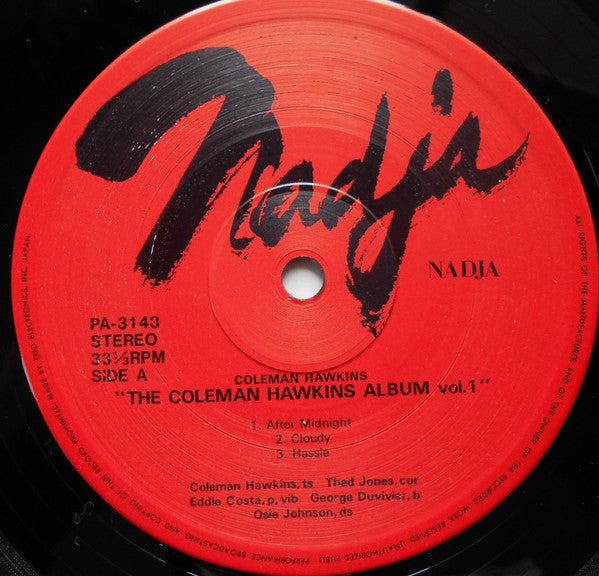 Nadja
NADJA
PA-3143
STEREO
33⅓RPM
SIDE A
COLEMAN HAWKINS
"THE COLEMAN HAWKINS ALBUM vol.1"
1. After Midnight
2. Cloudy
3. Hassle
Coleman Hawkins, ts Thad Jones, cor
Eddie Costa, p, vib George Duvivier, b
Osie Johnson, ds
ALL RIGHTS OF THE MANUFACTURER AND OF THE OWNER OF THE RECORDED WORK RESERVED. UNAUTHORIZED PUBLIC PERFORMANCE, BROADCASTING AND COPYING OF THIS RECORD PROHIBITED. MADE BY TRIO ELECTRONICS, INC. JAPAN.